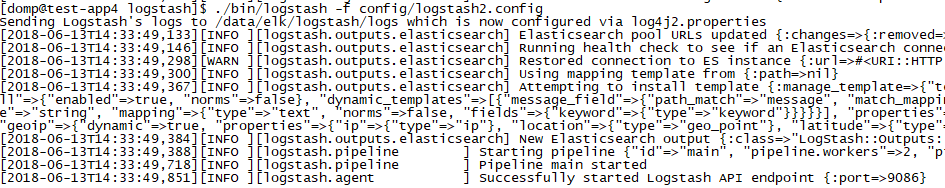 [domp@test-app4 logstash]$ ./bin/logstash -f config/logstash2.config
Sending Logstash's logs to /data/elk/logstash/logs which is now configured via log4j2.properties
[2018-06-13T14:33:49,133][INFO ][logstash.outputs.elasticsearch] Elasticsearch pool URLs updated {:changes=>{:removed=
[2018-06-13T14:33:49,146][INFO ][logstash.outputs.elasticsearch] Running health check to see if an Elasticsearch conne
[2018-06-13T14:33:49,298][WARN ][logstash.outputs.elasticsearch] Restored connection to ES instance {:url=>#<URI::HTTP
[2018-06-13T14:33:49,300][INFO ][logstash.outputs.elasticsearch] Using mapping template from {:path=>nil}
[2018-06-13T14:33:49,367][INFO ][logstash.outputs.elasticsearch] Attempting to install template {:manage_template=>{"t
ll"=>{"enabled"=>true, "norms"=>false}, "dynamic_templates"=>[{"message_field"=>{"path_match"=>"message", "match_mappi
e"=>"string", "mapping"=>{"type"=>"text", "norms"=>false, "fields"=>{"keyword"=>{"type"=>"keyword"}}}}}], "properties"
"geoip"=>{"dynamic"=>true, "properties"=>{"ip"=>{"type"=>"ip"}, "location"=>{"type"=>"geo_point"}, "latitude"=>{"type"
[2018-06-13T14:33:49,384][INFO ][logstash.outputs.elasticsearch] New Elasticsearch output {:class=>"LogStash::Outputs:
[2018-06-13T14:33:49,388][INFO ][logstash.pipeline        ] Starting pipeline {"id"=>"main", "pipeline.workers"=>2, "pi
[2018-06-13T14:33:49,718][INFO ][logstash.pipeline        ] Pipeline main started
[2018-06-13T14:33:49,851][INFO ][logstash.agent           ] Successfully started Logstash API endpoint {:port=>9086}